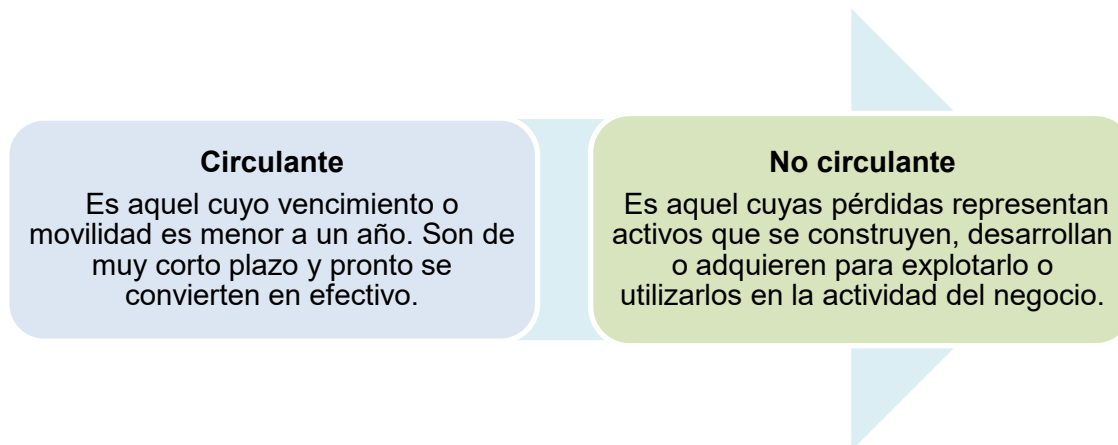 Circulante
Es aquel cuyo vencimiento o
movilidad es menor a un año. Son de
muy corto plazo y pronto se
convierten en efectivo.
No circulante
Es aquel cuyas pérdidas representan
activos que se construyen, desarrollan
o adquieren para explotarlo o
utilizarlos en la actividad del negocio.